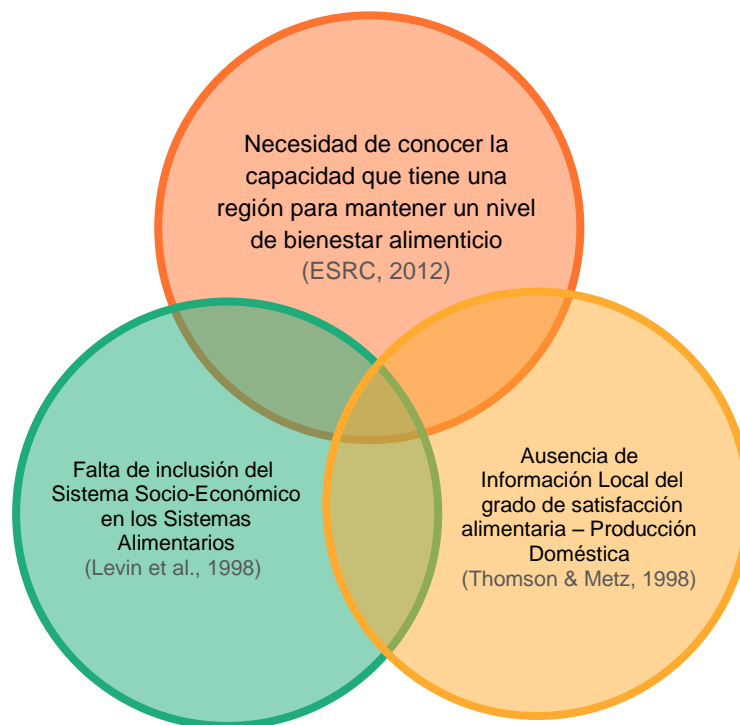 Necesidad de conocer la
capacidad que tiene una
región para mantener un nivel
de bienestar alimenticio
(ESRC, 2012)
Falta de inclusión del
Sistema Socio-Económico
en los Sistemas
Alimentarios
(Levin et al., 1998)
Ausencia de
Información Local del
grado de satisfacción
alimentaria – Producción
Doméstica
(Thomson & Metz, 1998)